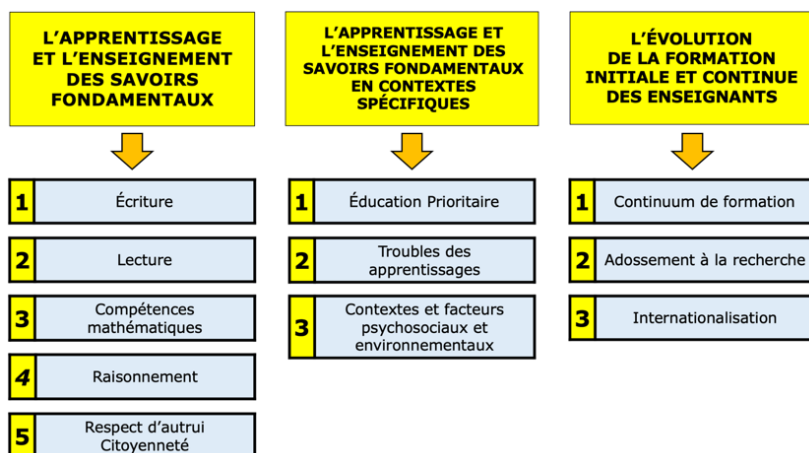 L’APPRENTISSAGE
ET L’ENSEIGNEMENT
DES SAVOIRS
FONDAMENTAUX
1 Écriture
2 Lecture
3 Compétences
mathématiques
4 Raisonnement
5 Respect d’autrui
Citoyenneté
L’APPRENTISSAGE ET
L’ENSEIGNEMENT DES
SAVOIRS FONDAMENTAUX
EN CONTEXTES
SPÉCIFIQUES
1 Éducation Prioritaire
2 Troubles des
apprentissages
3 Contextes et facteurs
psychosociaux et
environnementaux
L’ÉVOLUTION
DE LA FORMATION
INITIALE ET CONTINUE
DES ENSEIGNANTS
1 Continuum de formation
2 Adossement à la recherche
3 Internationalisation